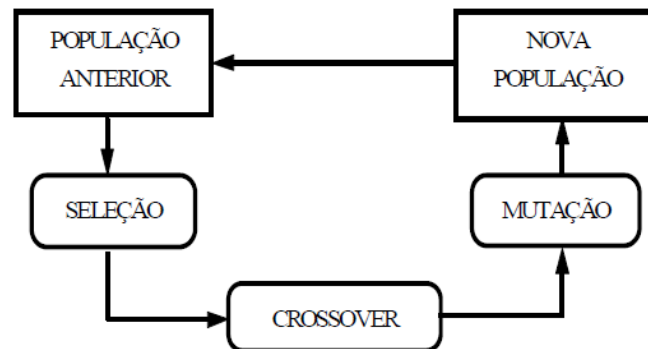 POPULAÇÃO
ANTERIOR
NOVA
POPULAÇÃO
SELEÇÃO
MUTAÇÃO
CROSSOVER